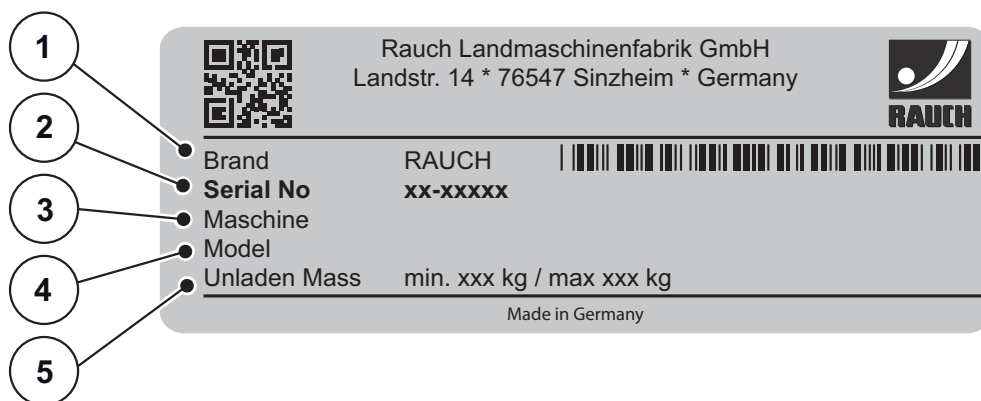 1
2
3
4
5
Rauch Landmaschinenfabrik GmbH
Landstr. 14 * 76547 Sinzheim * Germany
RAUCH
Brand RAUCH
Serial No xx-xxxxx
Maschine
Model
Unladen Mass min. xxx kg / max xxx kg
Made in Germany